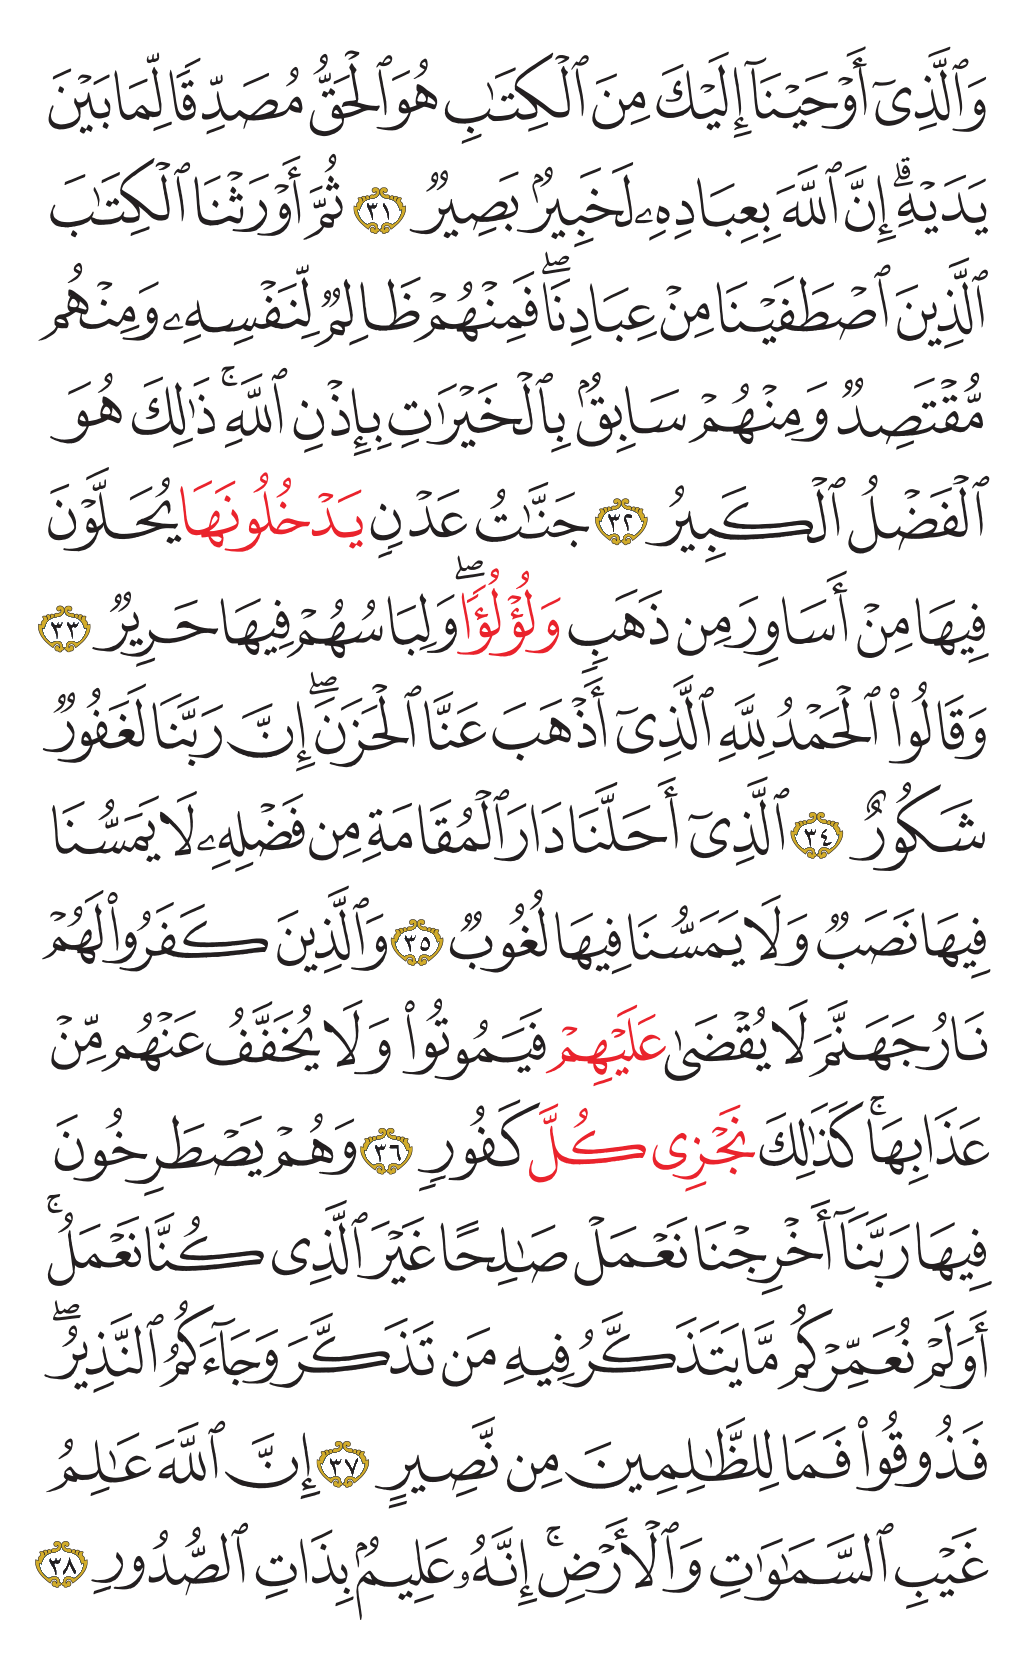 وَٱلَّذِىٓ أَوۡحَيۡنَآ إِلَيۡكَ مِنَ ٱلۡكِتَٰبِ هُوَ ٱلۡحَقُّ مُصَدِّقًا لِّمَا بَيۡنَ
يَدَيۡهِۗ إِنَّ ٱللَّهَ بِعِبَادِهِۦ لَخَبِيرُۢ بَصِيرٞ ٣١ ثُمَّ أَوۡرَثۡنَا ٱلۡكِتَٰبَ
ٱلَّذِينَ ٱصۡطَفَيۡنَا مِنۡ عِبَادِنَاۖ فَمِنۡهُمۡ ظَالِمٞ لِّنَفۡسِهِۦ وَمِنۡهُم
مُّقۡتَصِدٞ وَمِنۡهُمۡ سَابِقُۢ بِٱلۡخَيۡرَٰتِ بِإِذۡنِ ٱللَّهِۚ ذَٰلِكَ هُوَ
ٱلۡفَضۡلُ ٱلۡكَبِيرُ ٣٢ جَنَّٰتُ عَدۡنٖ يَدۡخُلُونَهَا يُحَلَّوۡنَ
فِيهَا مِنۡ أَسَاوِرَ مِن ذَهَبٖ وَلُؤۡلُؤٗاۖ وَلِبَاسُهُمۡ فِيهَا حَرِيرٞ ٣٣
وَقَالُواْ ٱلۡحَمۡدُ لِلَّهِ ٱلَّذِىٓ أَذۡهَبَ عَنَّا ٱلۡحَزَنَۖ إِنَّ رَبَّنَا لَغَفُورٞ
شَكُورٌ ٣٤ ٱلَّذِىٓ أَحَلَّنَا دَارَ ٱلۡمُقَامَةِ مِن فَضۡلِهِۦ لَا يَمَسُّنَا
فِيهَا نَصَبٞ وَلَا يَمَسُّنَا فِيهَا لُغُوبٞ ٣٥ وَٱلَّذِينَ كَفَرُواْ لَهُمۡ
نَارُ جَهَنَّمَ لَا يُقۡضَىٰ عَلَيۡهِمۡ فَيَمُوتُواْ وَلَا يُخَفَّفُ عَنۡهُم مِّنۡ
عَذَابِهَاۚ كَذَٰلِكَ نَجۡزِى كُلَّ كَفُورٖ ٣٦ وَهُمۡ يَصۡطَرِخُونَ
فِيهَا رَبَّنَآ أَخۡرِجۡنَا نَعۡمَلۡ صَٰلِحًا غَيۡرَ ٱلَّذِى كُنَّا نَعۡمَلُۚ
أَوَلَمۡ نُعَمِّرۡكُم مَّا يَتَذَكَّرُ فِيهِ مَن تَذَكَّرَ وَجَآءَكُمُ ٱلنَّذِيرُۖ
فَذُوقُواْ فَمَا لِلظَّٰلِمِينَ مِن نَّصِيرٍ ٣٧ إِنَّ ٱللَّهَ عَٰلِمُ
غَيۡبِ ٱلسَّمَٰوَٰتِ وَٱلۡأَرۡضِۚ إِنَّهُۥ عَلِيمُۢ بِذَاتِ ٱلصُّدُورِ ٣٨